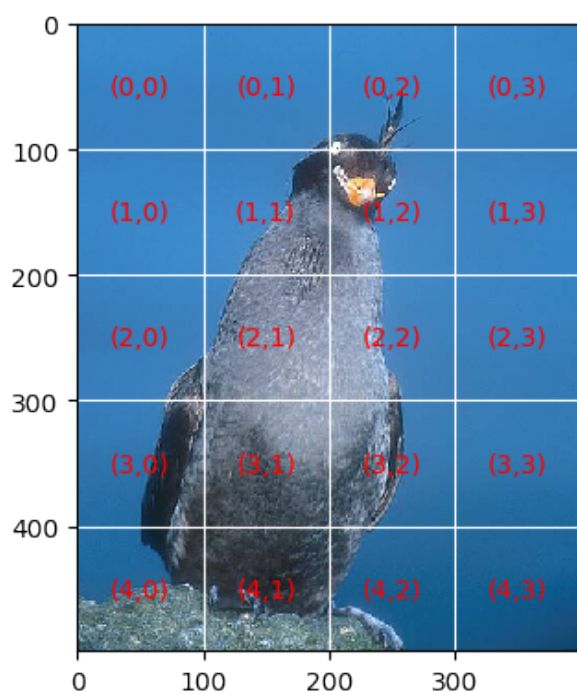 0
(0,0) (0,1) (0,2) (0,3)
100
(1,0) (1,1) (1,2) (1,3)
200
(2,0) (2,1) (2,2) (2,3)
300
(3,0) (3,1) (3,2) (3,3)
400
(4,0) (4,1) (4,2) (4,3)
0 100 200 300